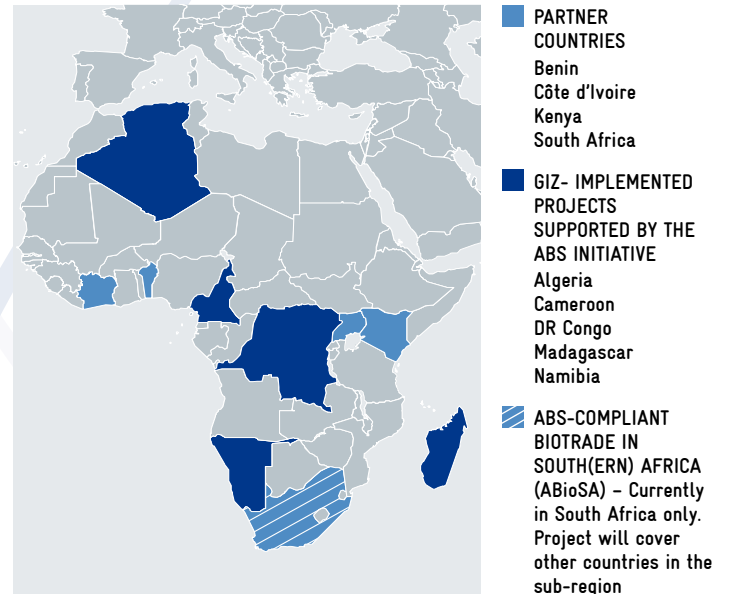 PARTNER
COUNTRIES
Benin
Côte d'Ivoire
Kenya
South Africa
GIZ- IMPLEMENTED
PROJECTS
SUPPORTED BY THE
ABS INITIATIVE
Algeria
Cameroon
DR Congo
Madagascar
Namibia
ABS-COMPLIANT
BIOTRADE IN
SOUTH(ERN) AFRICA
(ABioSA) – Currently
in South Africa only.
Project will cover
other countries in the
sub-region